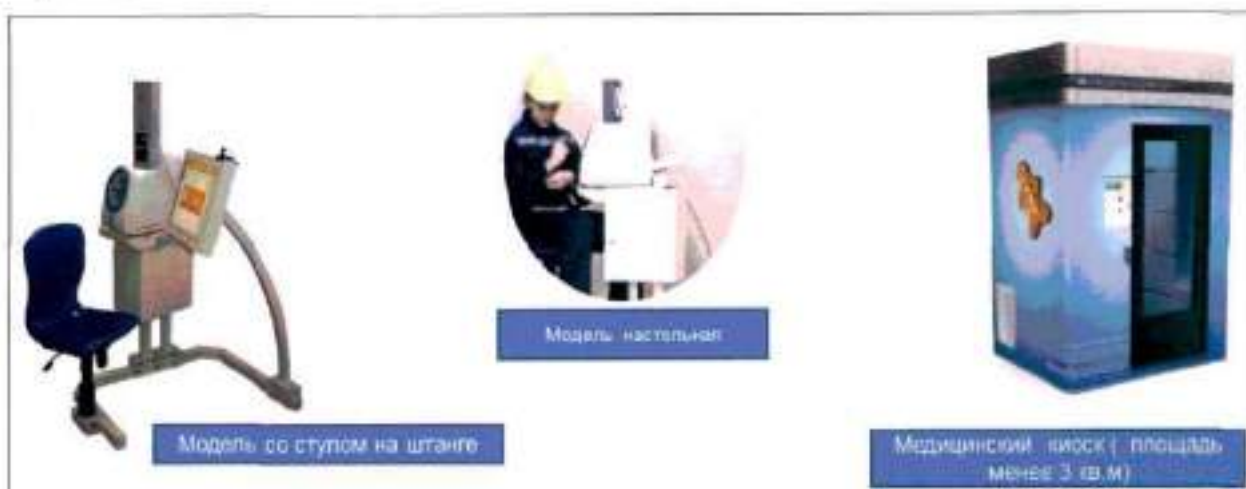 Модель настольная
Модель со стулом на штанге
Медицинский киоск ( площадь
менее 3 кв.м)